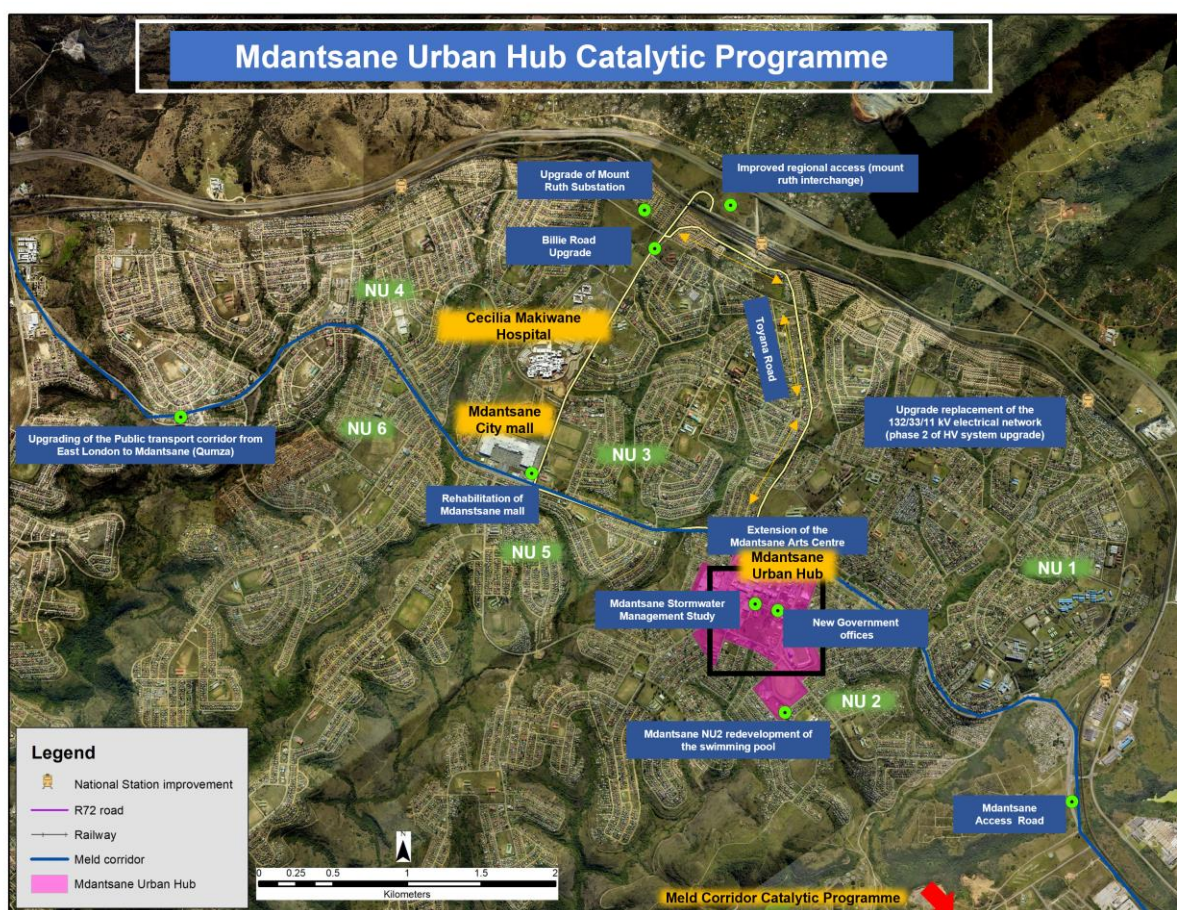 Mdantsane Urban Hub Catalytic Programme
Upgrade of Mount
Ruth Substation
Improved regional access (mount
ruth interchange)
Billie Road
Upgrade
NU 4
Cecilia Makiwane
Hospital
Toyana Road
Mdantsane
City mall
Upgrade replacement of the
132/33/11 kV electrical network
(phase 2 of HV system upgrade)
Upgrading of the Public transport corridor from
East London to Mdantsane (Qumza)
NU 6
NU 3
Rehabilitation of
Mdanstsane mall
NU 5
Extension of the
Mdantsane Arts Centre
Mdantsane
Urban Hub
NU 1
Mdantsane Stormwater
Management Study
New Government
offices
NU 2
Mdantsane NU2 redevelopment of
the swimming pool
Mdantsane
Access Road
Legend
National Station improvement
R72 road
Railway
Meld corridor
Mdantsane Urban Hub
N
0 0.25 0.5 1 1.5 2
Kilometers
Meld Corridor Catalytic Programme